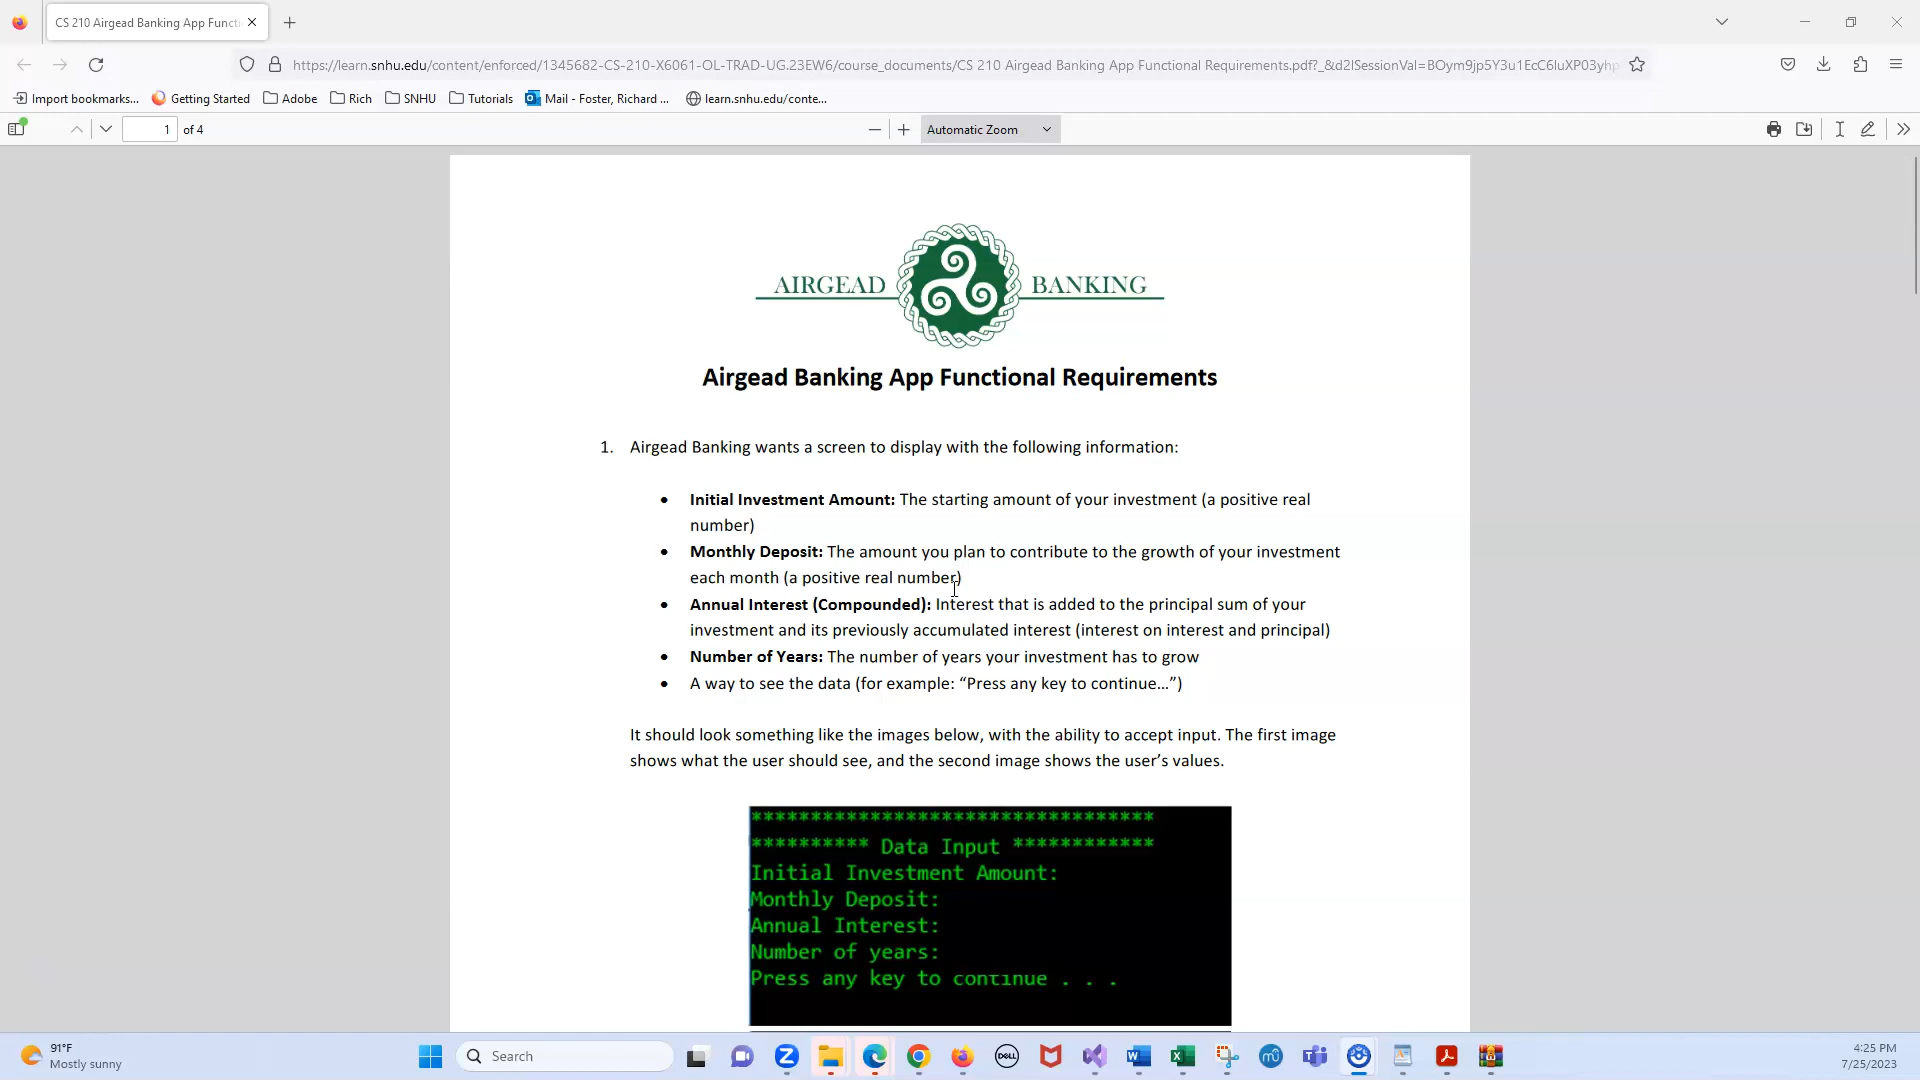 CS 210 Airgead Banking App Functi
https://learn.snhu.edu/content/enforced/1345682-CS-210-X6061-OL-TRAD-UG.23EW6/course_documents/CS 210 Airgead Banking App Functional Requirements.pdf?_&d2lSessionVal=BOym9jp5Y3u1EcC6luXP03yhp
Import bookmarks... Getting Started Adobe Rich SNHU Tutorials Mail - Foster, Richard ... learn.snhu.edu/conte...
1 of 4 Automatic Zoom
AIRGEAD BANKING
Airgead Banking App Functional Requirements
1. Airgead Banking wants a screen to display with the following information:
• Initial Investment Amount: The starting amount of your investment (a positive real
number)
• Monthly Deposit: The amount you plan to contribute to the growth of your investment
each month (a positive real number)
• Annual Interest (Compounded): Interest that is added to the principal sum of your
investment and its previously accumulated interest (interest on interest and principal)
• Number of Years: The number of years your investment has to grow
• A way to see the data (for example: “Press any key to continue…”)
It should look something like the images below, with the ability to accept input. The first image
shows what the user should see, and the second image shows the user’s values.
**********************************
********** Data Input ************
Initial Investment Amount:
Monthly Deposit:
Annual Interest:
Number of years:
Press any key to continue . . .
91°F
Mostly sunny
Search
DELL
4:25 PM
7/25/2023